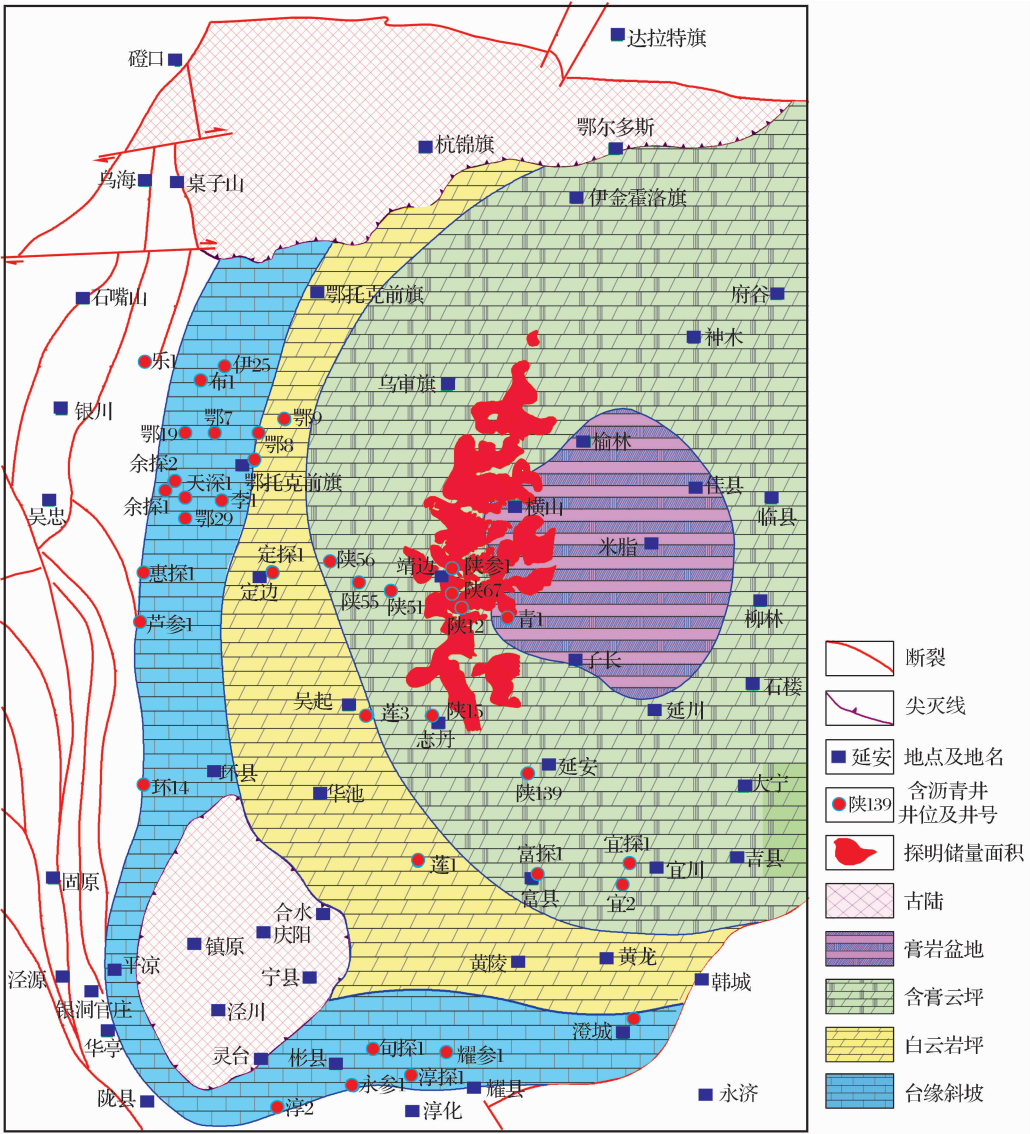 达拉特旗
磴口
鄂尔多斯
杭锦旗
乌海
桌子山
伊金霍洛旗
石嘴山
鄂托克前旗
府谷
神木
乐1
伊25
布1
乌审旗
银川
鄂7
鄂9
鄂19
鄂8
榆林
余探2
天深1
鄂托克前旗
佳县
余探1
李1
横山
临县
吴忠
鄂29
米脂
定探1
陕56
靖边
陕参1
惠探1
定边
陕55
陕51
陕67
柳林
芦参1
陕12
青1
子长
石楼
吴起
莲3
陕15
延川
志丹
环县
延安
环14
华池
陕139
大宁
宜探1
富探1
莲1
宜川
吉县
固原
富县
宜2
合水
庆阳
镇原
黄陵
黄龙
平凉
宁县
韩城
泾源
银洞官庄
泾川
澄城
华亭
灵台
彬县
旬探1
耀参1
永参1
淳探1
耀县
陇县
淳2
淳化
永济
断裂
尖灭线
延安
地点及地名
陕139
含沥青井
井位及井号
探明储量面积
古陆
膏岩盆地
含膏云坪
白云岩坪
台缘斜坡